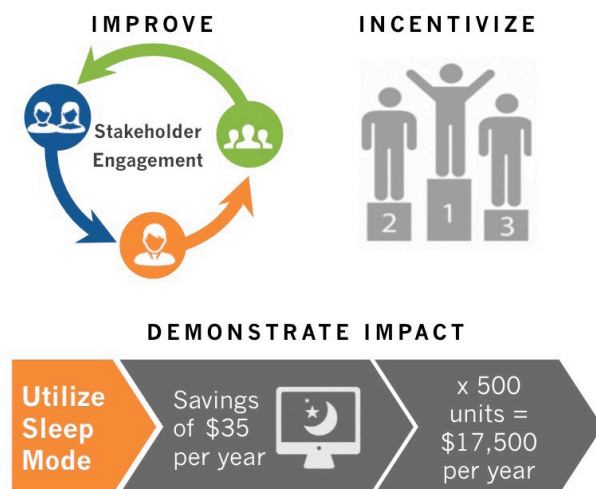 IMPROVE
Stakeholder
Engagement
INCENTIVIZE
2
1
3
DEMONSTRATE IMPACT
Utilize
Sleep
Mode
Savings
of $35
per year
x 500
units =
$17,500
per year